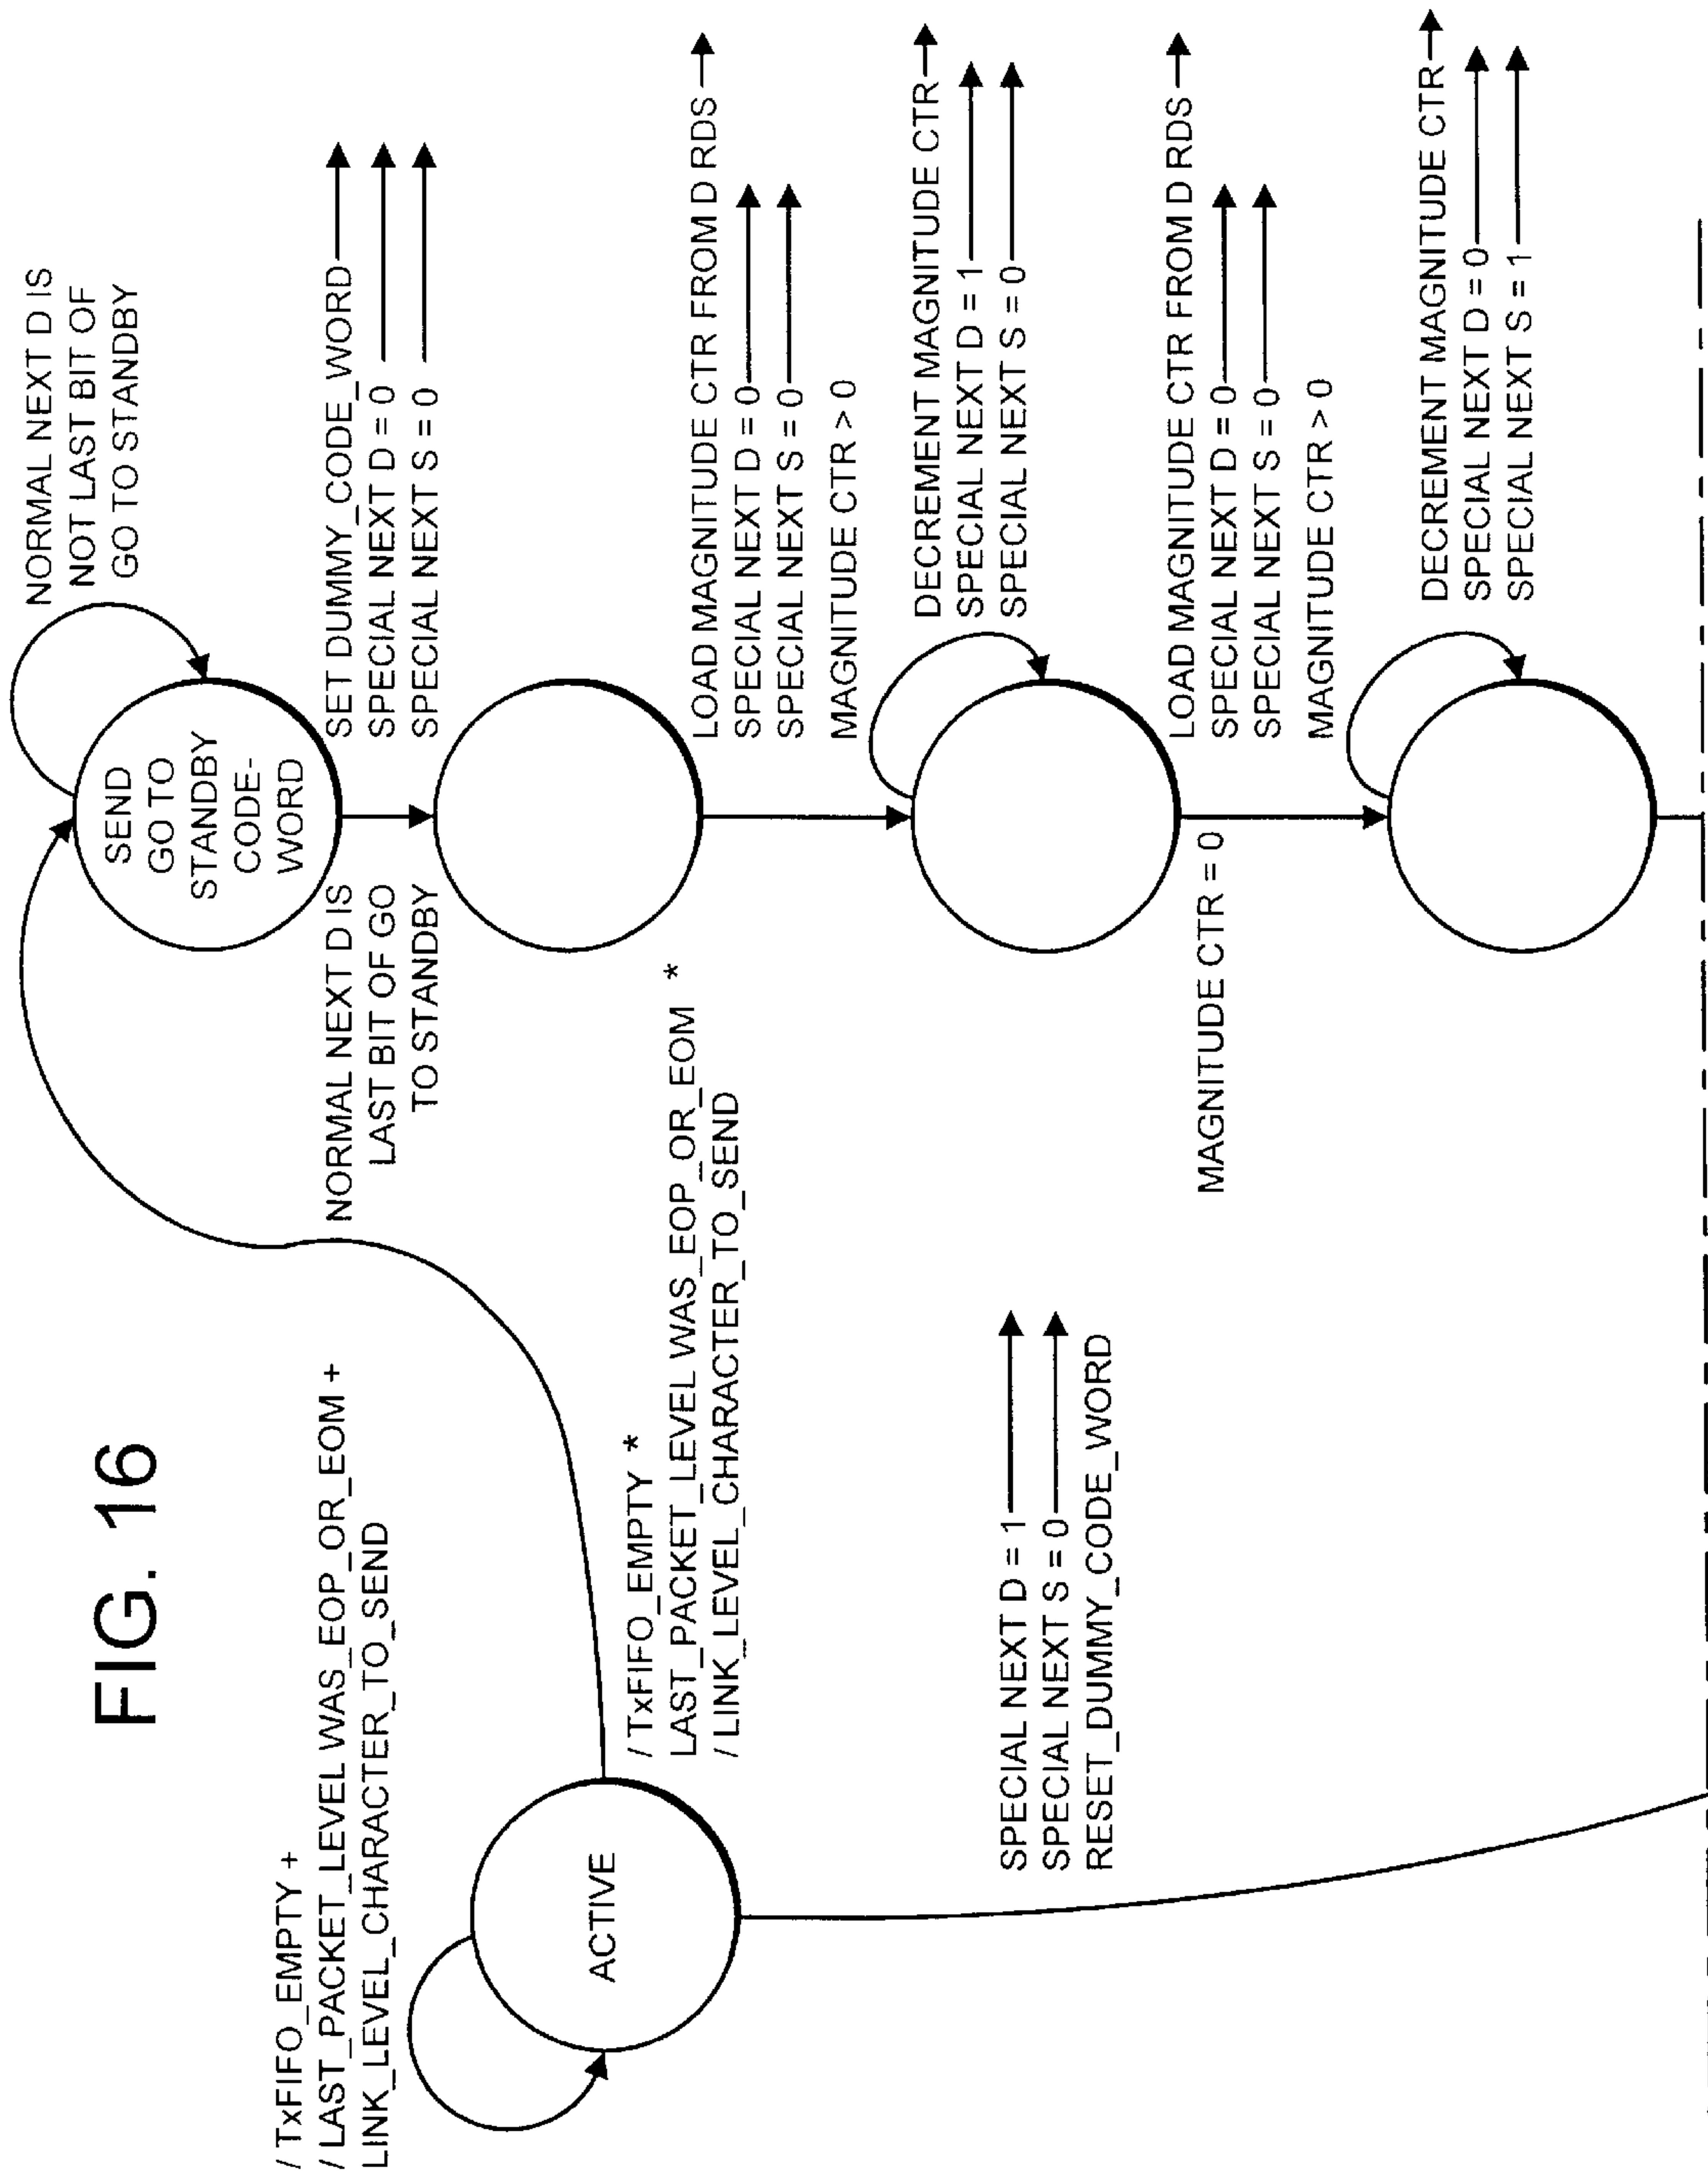 FIG. 16
/ TxFIFO_EMPTY +
/ LAST_PACKET_LEVEL WAS_EOP_OR_EOM +
LINK_LEVEL_CHARACTER_TO_SEND
ACTIVE
/ TxFIFO_EMPTY *
LAST_PACKET_LEVEL WAS_EOP_OR_EOM *
/ LINK_LEVEL_CHARACTER_TO_SEND
SPECIAL NEXT D = 1
SPECIAL NEXT S = 0
RESET_DUMMY_CODE_WORD
NORMAL NEXT D IS
NOT LAST BIT OF
GO TO STANDBY
SEND
GO TO
STANDBY
CODE-
WORD
NORMAL NEXT D IS
LAST BIT OF GO
TO STANDBY
SET DUMMY_CODE_WORD
SPECIAL NEXT D = 0
SPECIAL NEXT S = 0
LOAD MAGNITUDE CTR FROM D RDS
SPECIAL NEXT D = 0
SPECIAL NEXT S = 0
MAGNITUDE CTR > 0
DECREMENT MAGNITUDE CTR
SPECIAL NEXT D = 1
SPECIAL NEXT S = 0
MAGNITUDE CTR = 0
LOAD MAGNITUDE CTR FROM D RDS
SPECIAL NEXT D = 0
SPECIAL NEXT S = 0
MAGNITUDE CTR > 0
DECREMENT MAGNITUDE CTR
SPECIAL NEXT D = 0
SPECIAL NEXT S = 1